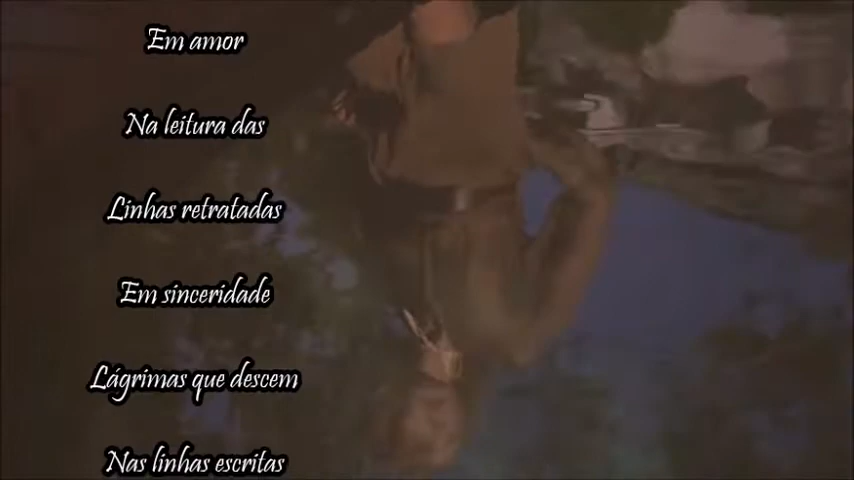 Em amor
Na leitura das
Linhas retratadas
Em sinceridade
Lágrimas que descem
Nas linhas escritas